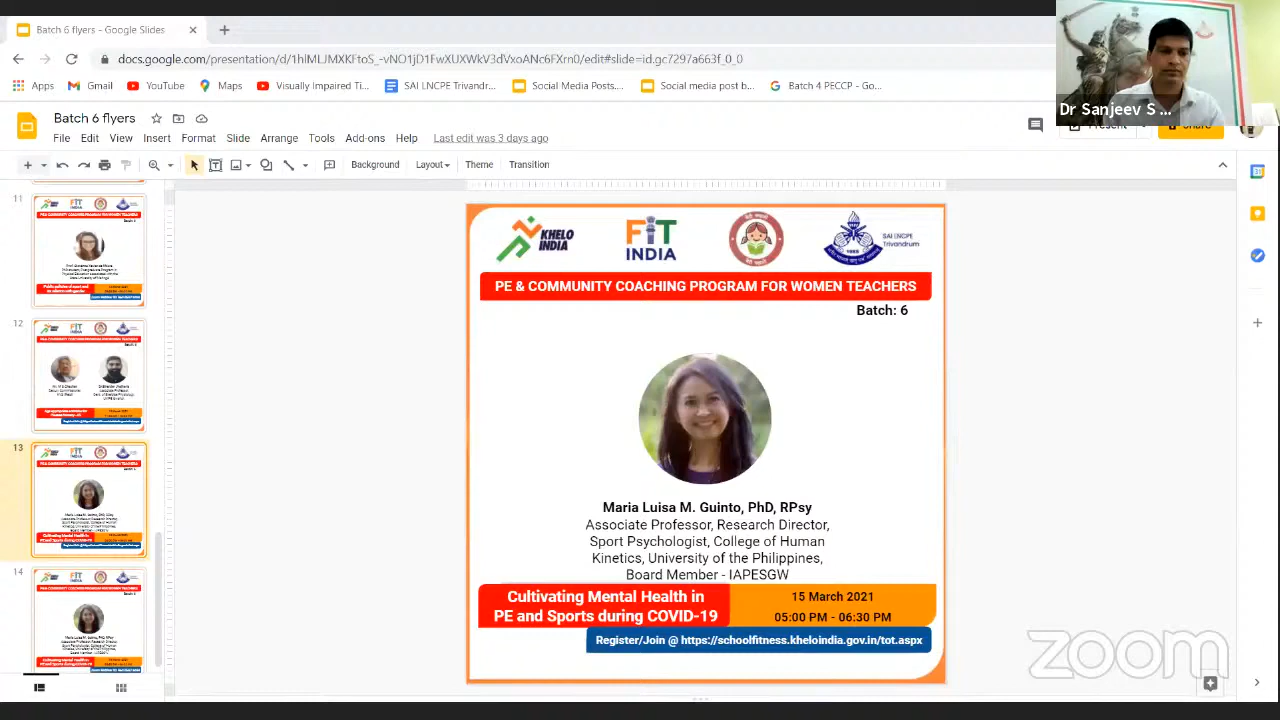 Batch 6 flyers - Google Slides
docs.google.com/presentation/d/1hlMLJMXKFtoS_-vNO1jD1FwXUXWWY3dVxoANc6FXrn0/edit#slide=id.gc7297a663f_0_0
Apps Gmail YouTube Maps Visually Impaired Ti... SAI LNCPE Trivandr... Social Media Posts.... Social media post b... Batch 4 PECCP - Go...
Dr Sanjeev S ...
Batch 6 flyers
Present Share
File Edit View Insert Format Slide Arrange Tools Add-ons Help Last edit was 3 days ago
Background Layout Theme Transition
11
12
13
14
KHELO INDIA
FIT INDIA
SAI LNCPE
Trivandrum
PE & COMMUNITY COACHING PROGRAM FOR WOMEN TEACHERS
Batch: 6
Maria Luisa M. Guinto, PhD, RPsy
Associate Professor, Research Director,
Sport Psychologist, College of Human
Kinetics, University of the Philippines,
Board Member - IAPESGW
Cultivating Mental Health in
PE and Sports during COVID-19
15 March 2021
05:00 PM - 06:30 PM
Register/Join @ https://schoolfitness.kheloindia.gov.in/tot.aspx
zoom